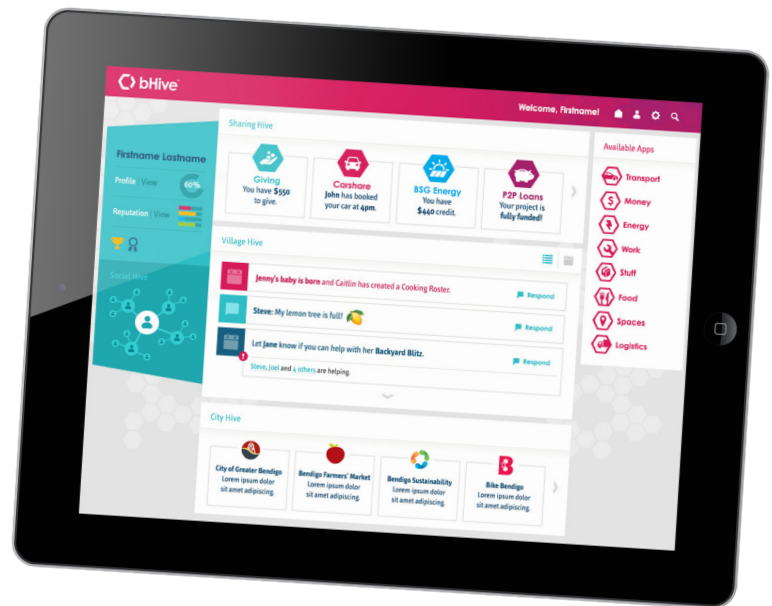 bHive™
Welcome, Firstname!
Firstname Lastname
Profile | View
60%
Reputation | View
Social Hive
Sharing Hive
Giving
You have $550
to give.
Carshare
John has booked
your car at 4pm.
BSG Energy
You have
$440 credit.
P2P Loans
Your project is
fully funded!
Village Hive
Jenny's baby is born and Caitlin has created a Cooking Roster.
Respond
Steve: My lemon tree is full!
Respond
Let Jane know if you can help with her Backyard Blitz.
Respond
Steve, Joel and 4 others are helping.
City Hive
City of Greater Bendigo
Lorem ipsum dolor
sit amet adipiscing.
Bendigo Farmers' Market
Lorem ipsum dolor
sit amet adipiscing.
Bendigo Sustainability
Lorem ipsum dolor
sit amet adipiscing.
B
Bike Bendigo
Lorem ipsum dolor
sit amet adipiscing.
Available Apps
Transport
Money
Energy
Work
Stuff
Food
Spaces
Logistics